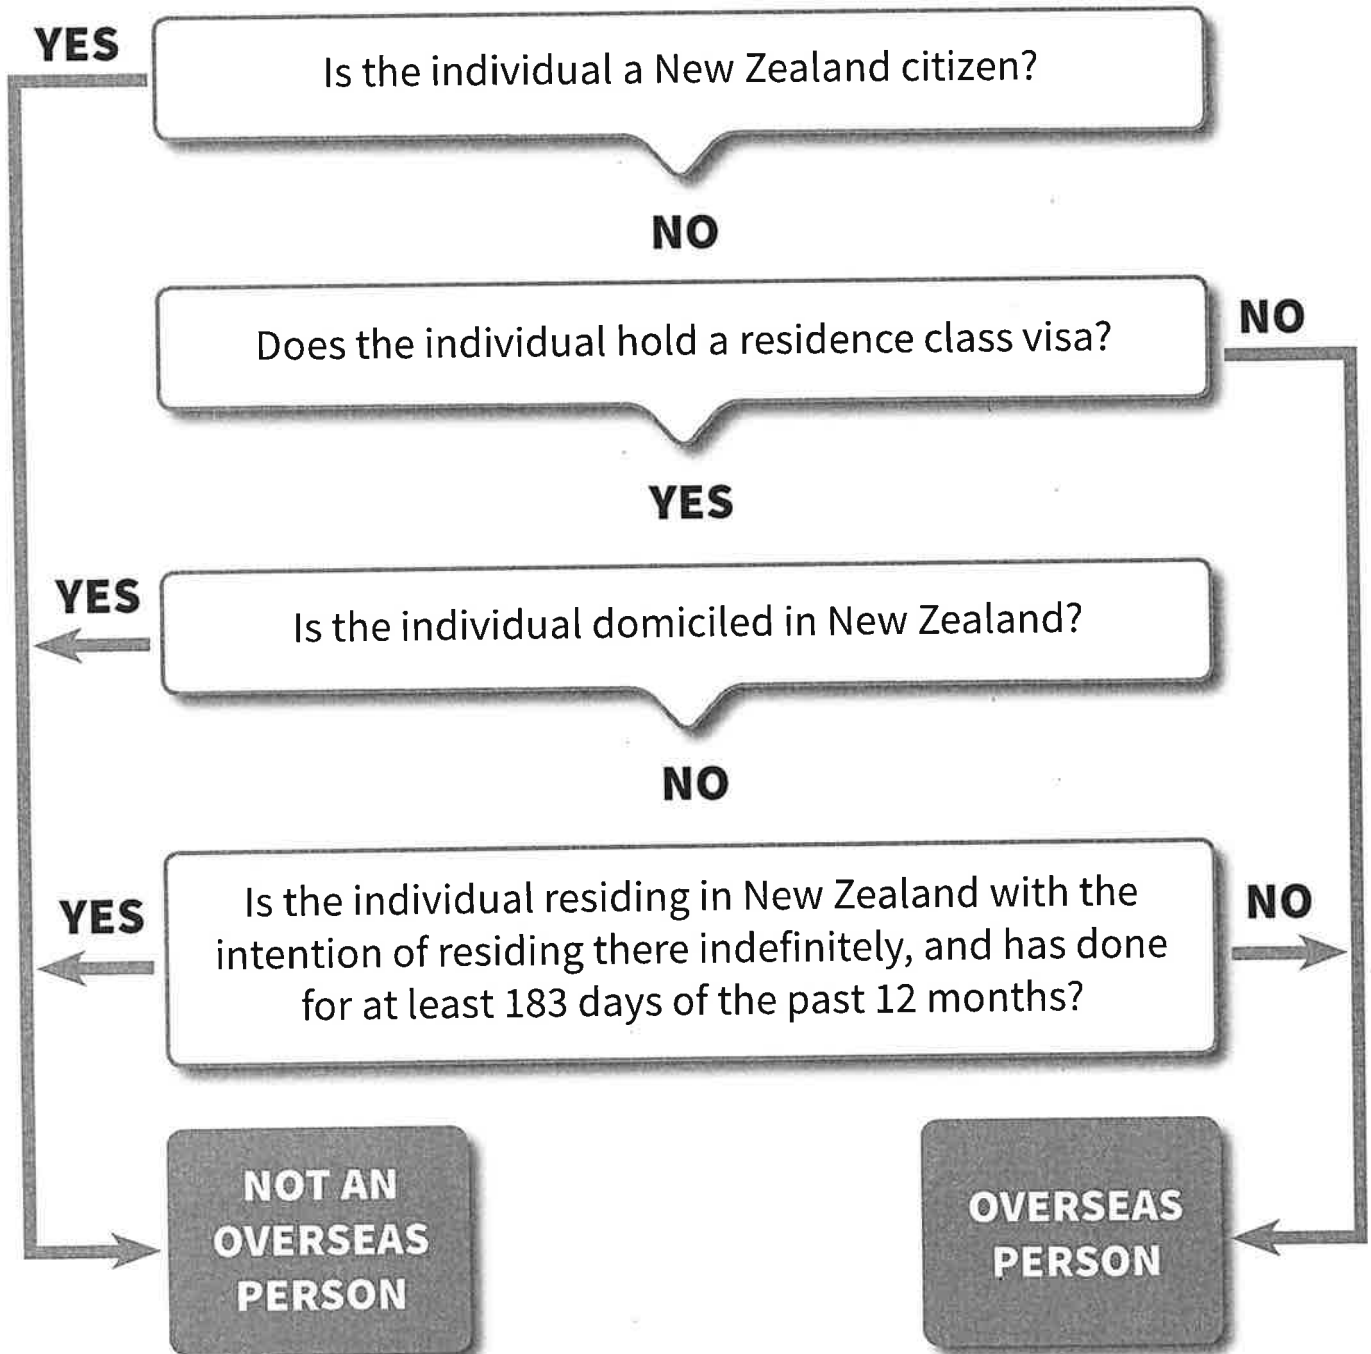 YES
Is the individual a New Zealand citizen?
NO
Does the individual hold a residence class visa?
NO
YES
YES
Is the individual domiciled in New Zealand?
NO
YES
Is the individual residing in New Zealand with the
intention of residing there indefinitely, and has done
for at least 183 days of the past 12 months?
NO
NOT AN
OVERSEAS
PERSON
OVERSEAS
PERSON